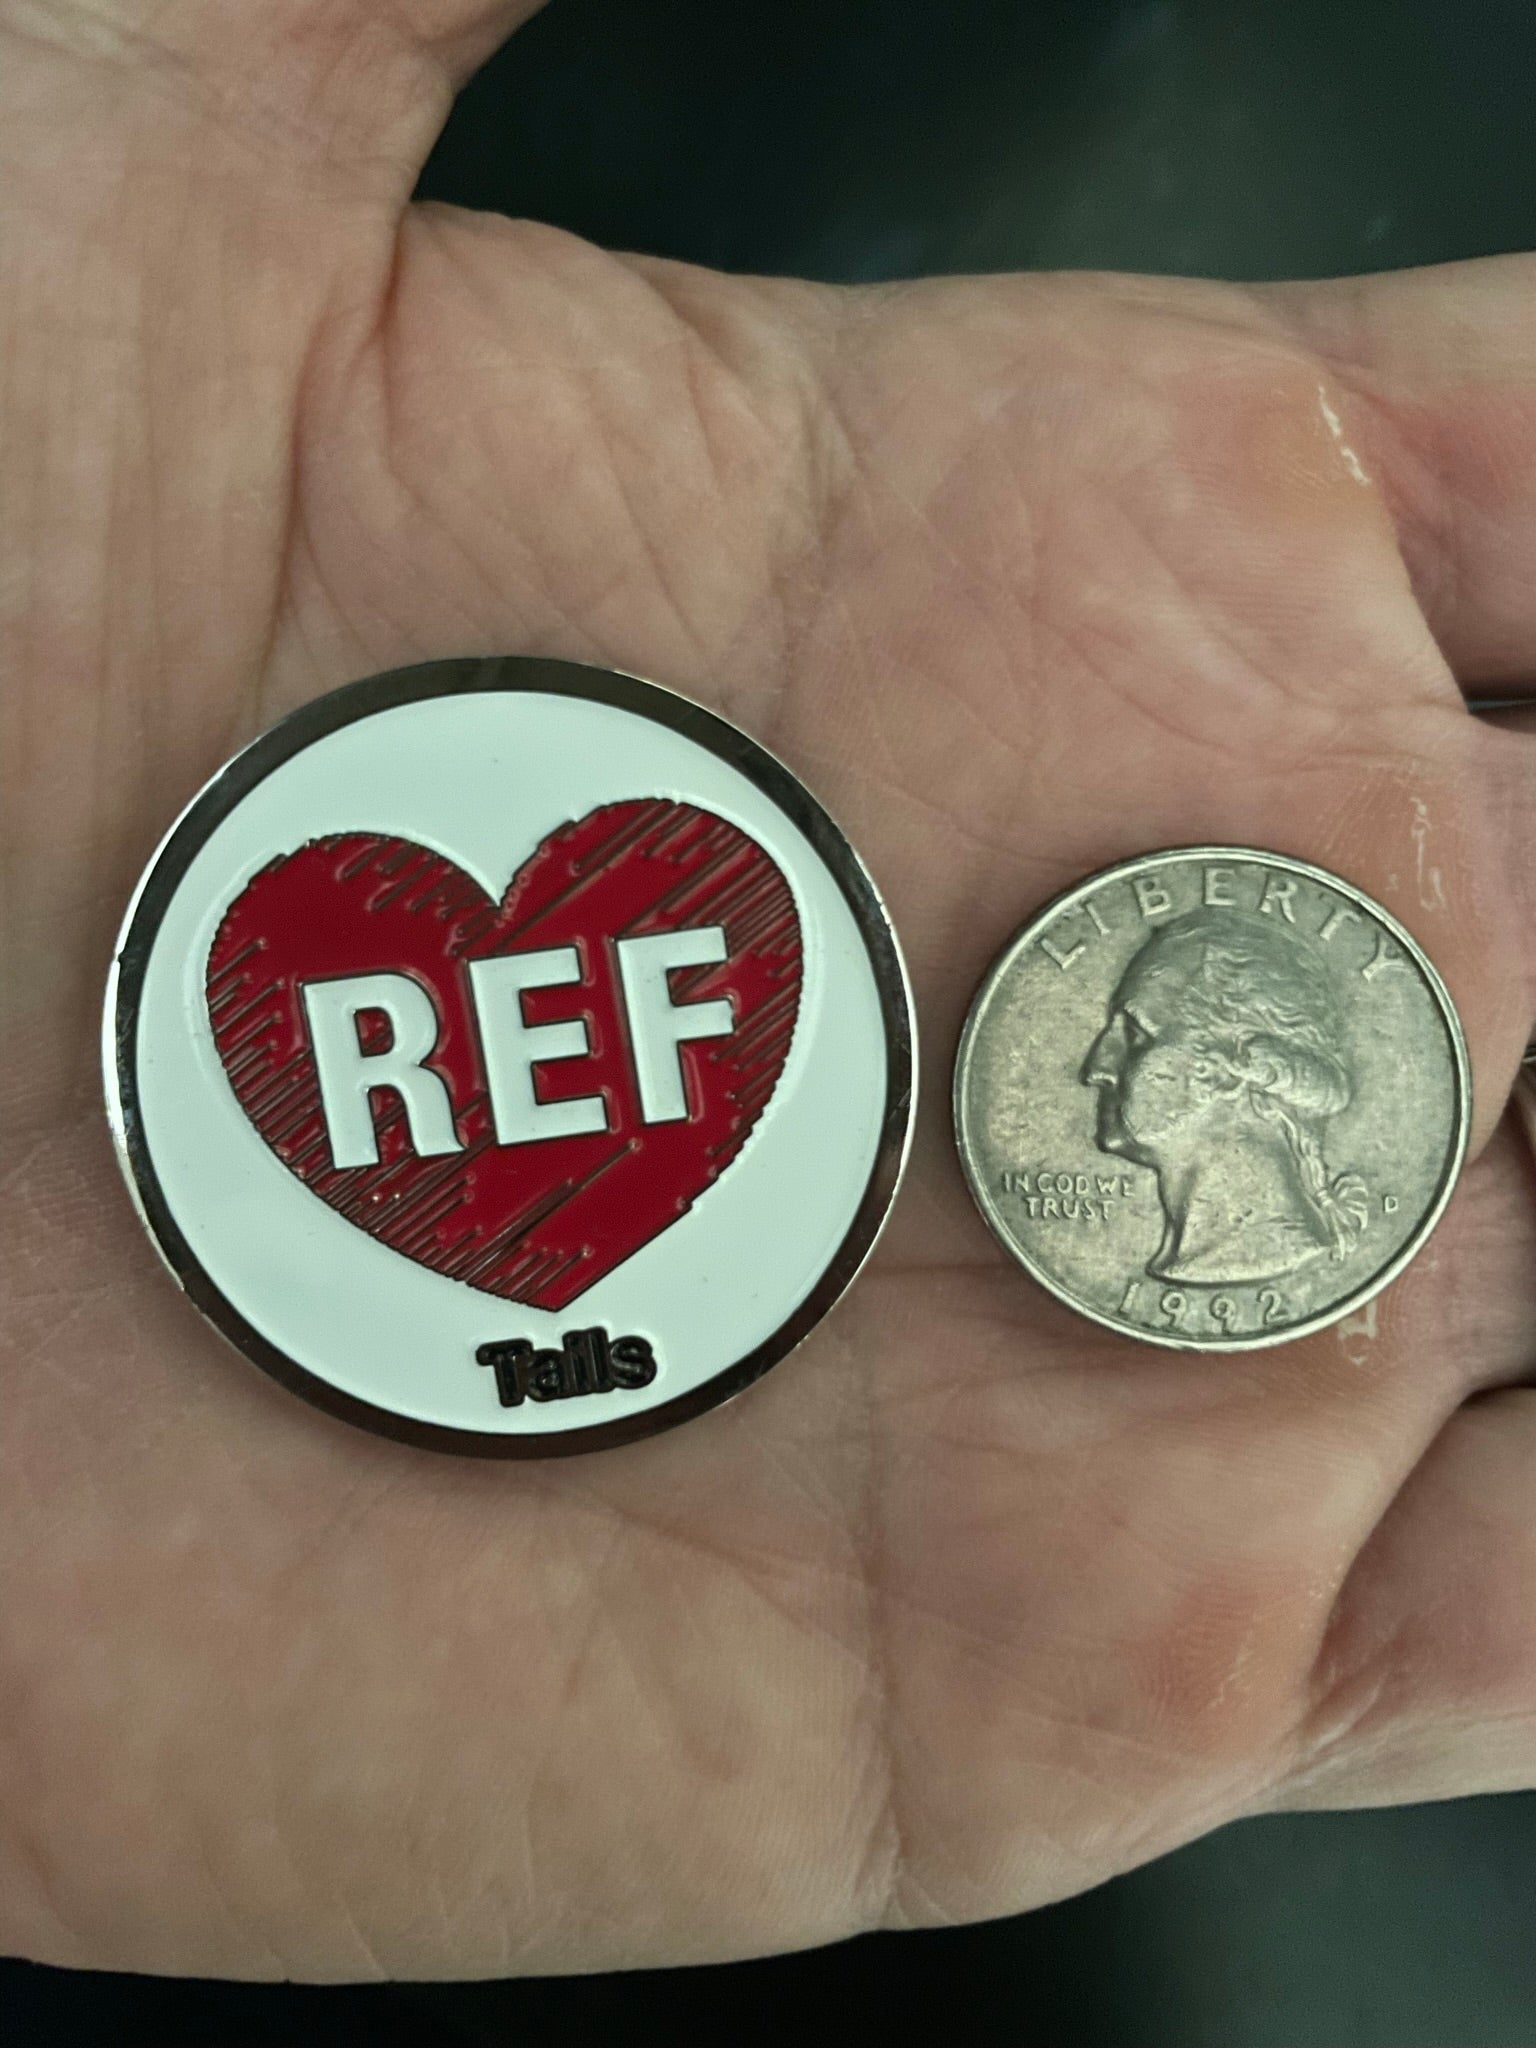 REF
Tails
LIBERTY
IN GOD WE
TRUST
D
1992